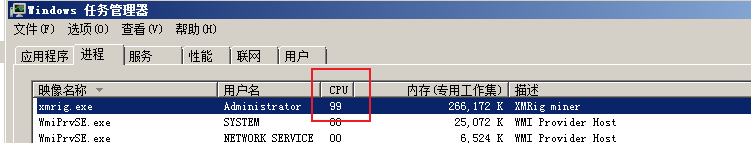 Windows 任务管理器
文件(F) 选项(O) 查看(V) 帮助(H)
应用程序 进程 服务 性能 联网 用户
映像名称 用户名 CPU 内存(专用工作集) 描述
xmrig.exe Administrator 99 266,172 K XMRig miner
WmiPrvSE.exe SYSTEM 00 25,072 K WMI Provider Host
WmiPrvSE.exe NETWORK SERVICE 00 6,524 K WMI Provider Host